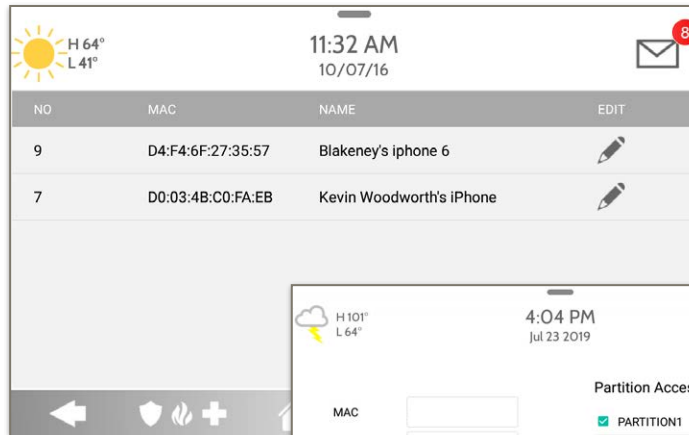 H 64°
L 41°
11:32 AM
10/07/16
8
NO MAC NAME EDIT
9 D4:F4:6F:27:35:57 Blakeney's iphone 6
7 D0:03:4B:C0:FA:EB Kevin Woodworth's iPhone
H 101°
L 64°
4:04 PM
Jul 23 2019
Partition Acces
MAC
PARTITION1